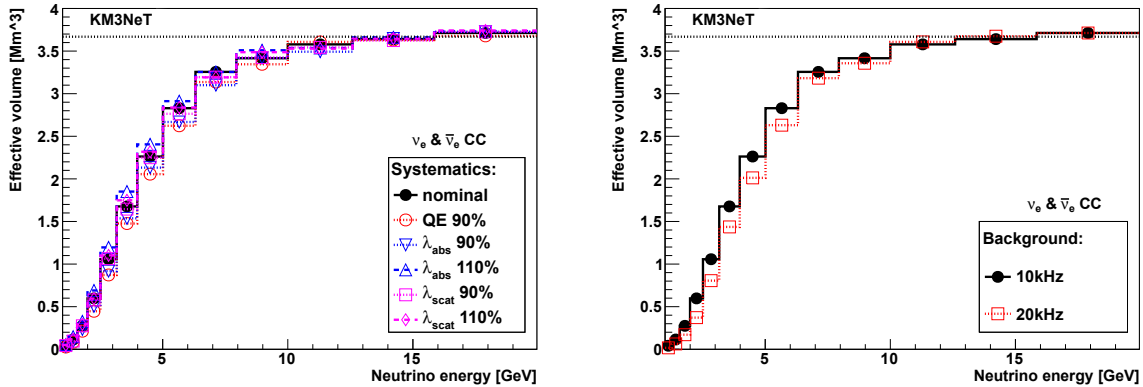 KM3NeT
Effective volume [Mm^3]
4
3.5
3
2.5
2
1.5
1
0.5
0
νe & ν̅e CC
Systematics:
nominal
QE 90%
λabs 90%
λabs 110%
λscat 90%
λscat 110%
5 10 15
Neutrino energy [GeV]
KM3NeT
Effective volume [Mm^3]
4
3.5
3
2.5
2
1.5
1
0.5
0
νe & ν̅e CC
Background:
10kHz
20kHz
5 10 15
Neutrino energy [GeV]